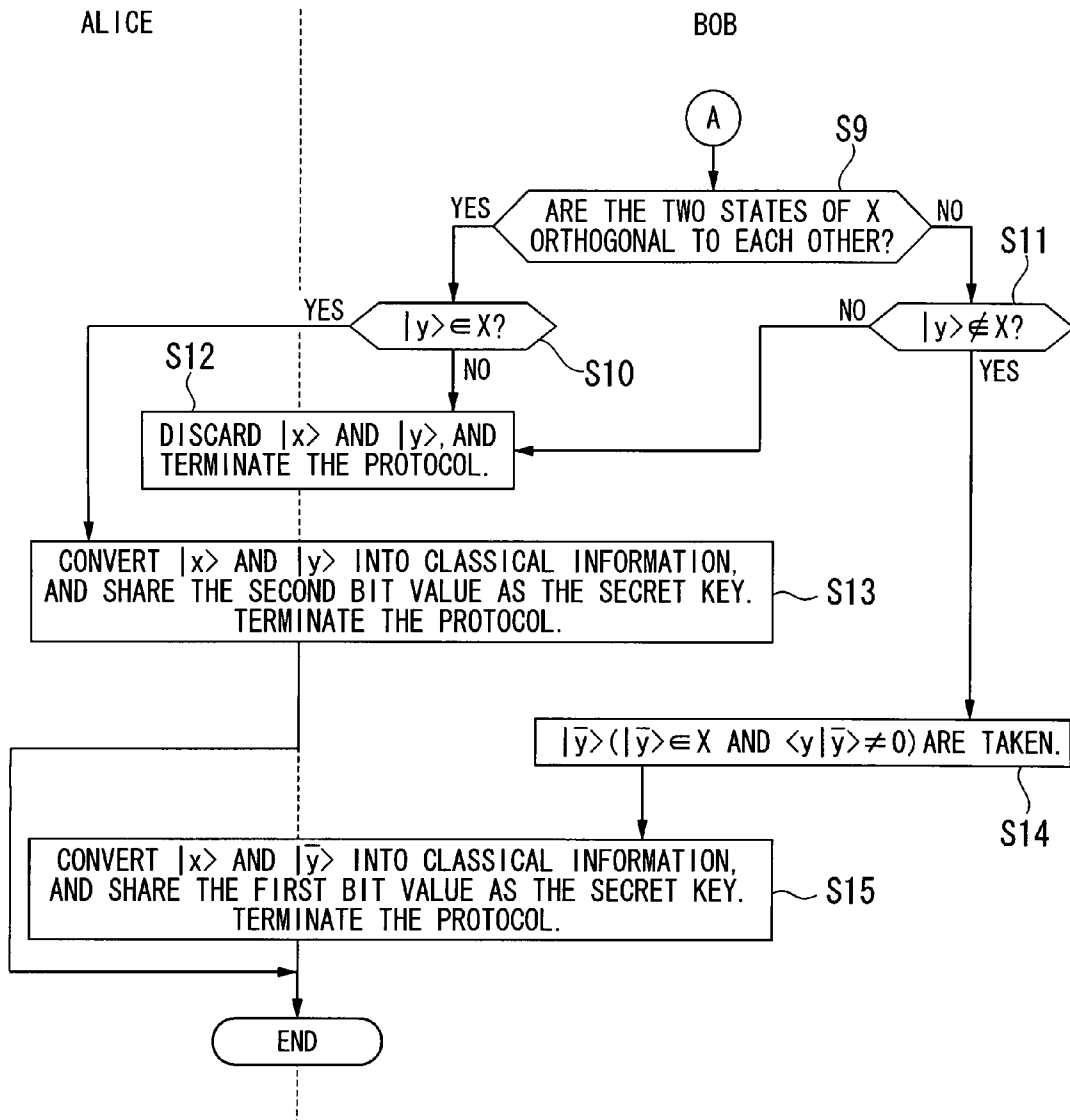 ALICE
BOB
A
S9
ARE THE TWO STATES OF X
ORTHOGONAL TO EACH OTHER?
YES
NO
S11
|y>∉X?
NO
YES
YES
|y>∈X?
S10
NO
S12
DISCARD |x> AND |y>, AND
TERMINATE THE PROTOCOL.
CONVERT |x> AND |y> INTO CLASSICAL INFORMATION,
AND SHARE THE SECOND BIT VALUE AS THE SECRET KEY.
TERMINATE THE PROTOCOL.
S13
|ȳ>(|ȳ>∈X AND <y|ȳ>≠0) ARE TAKEN.
S14
CONVERT |x> AND |ȳ> INTO CLASSICAL INFORMATION,
AND SHARE THE FIRST BIT VALUE AS THE SECRET KEY.
TERMINATE THE PROTOCOL.
S15
END